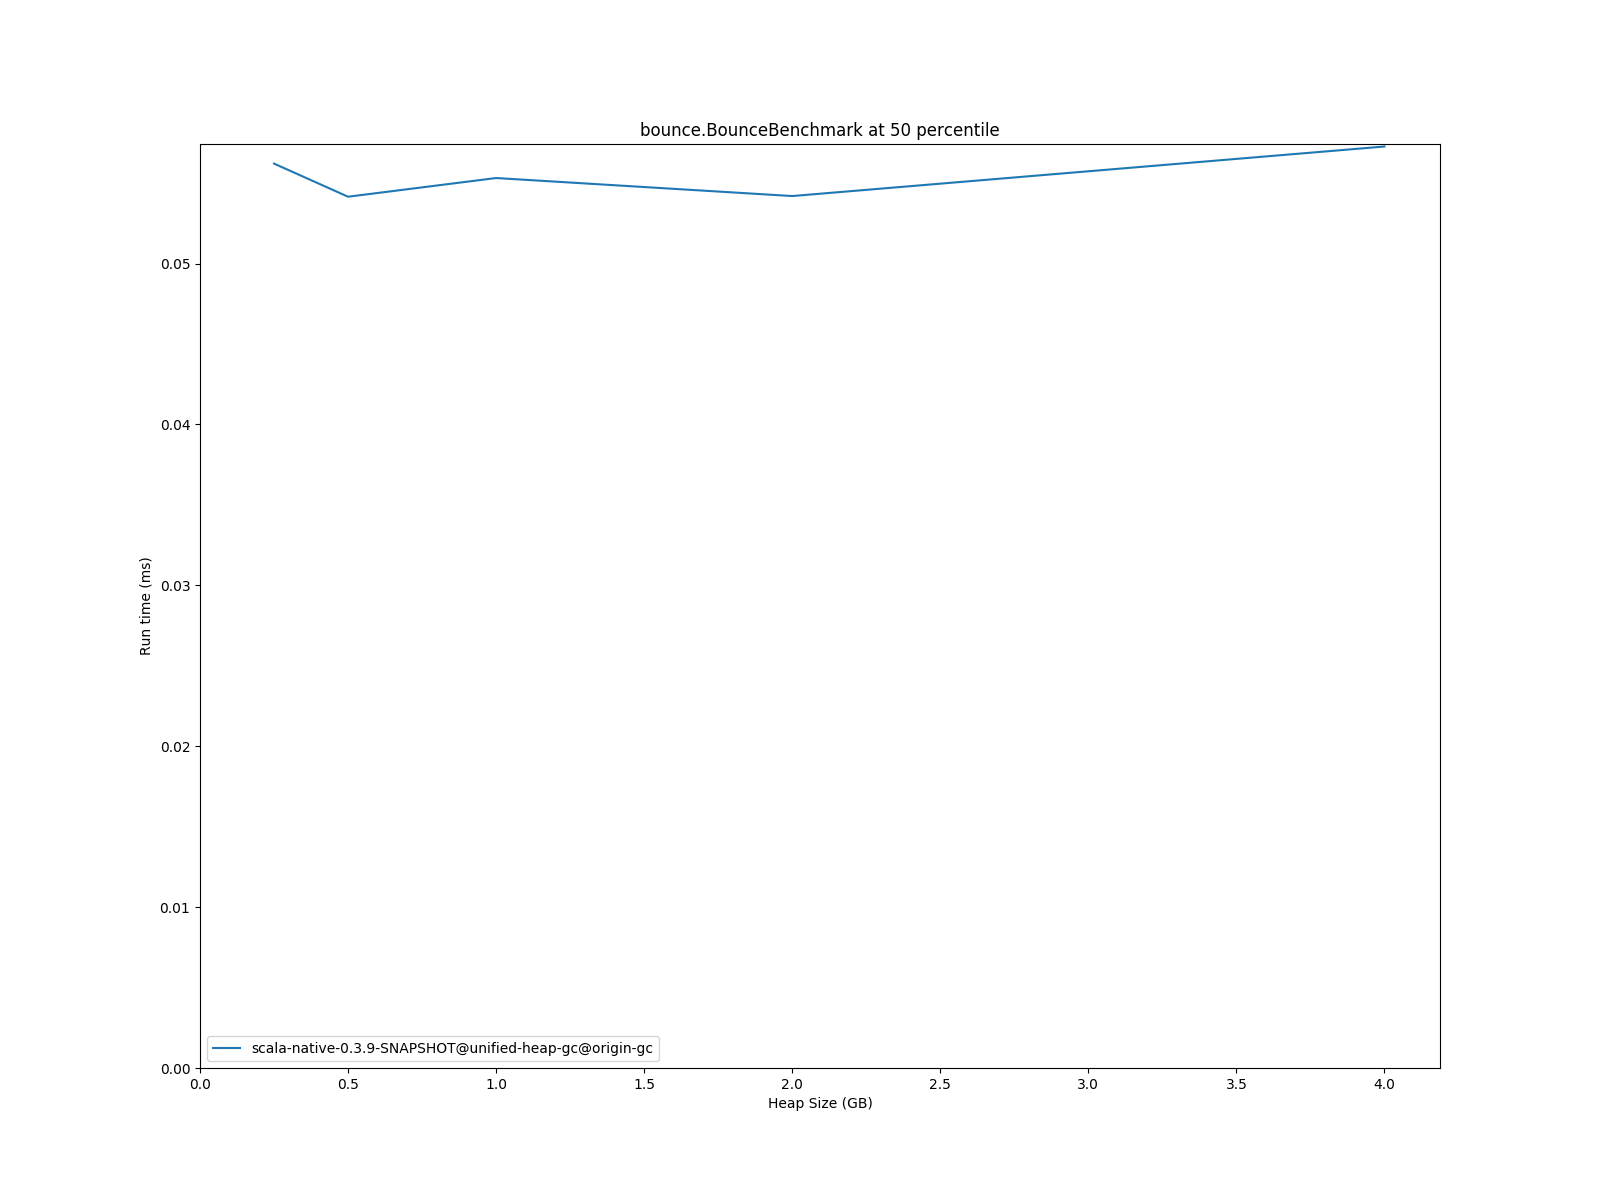 bounce.BounceBenchmark at 50 percentile
0.05
0.04
0.03
0.02
0.01
0.00
Run time (ms)
scala-native-0.3.9-SNAPSHOT@unified-heap-gc@origin-gc
0.0 0.5 1.0 1.5 2.0 2.5 3.0 3.5 4.0
Heap Size (GB)